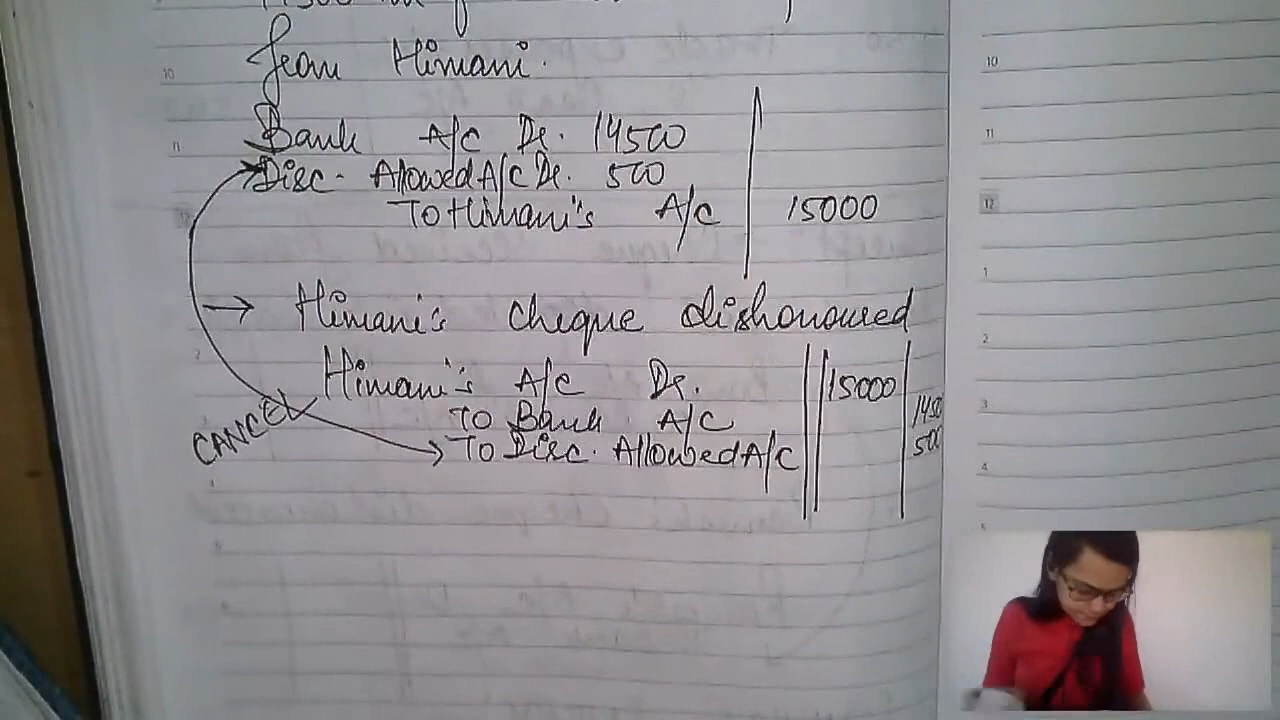 from Himani.
Bank A/c Dr. 14500
Disc. Allowed A/c Dr. 500
To Himani's A/c 15000
→ Himani's cheque dishonoured
Himani's A/c Dr. 15000
To Bank A/c 1450
CANCEL To Disc. Allowed A/c 500